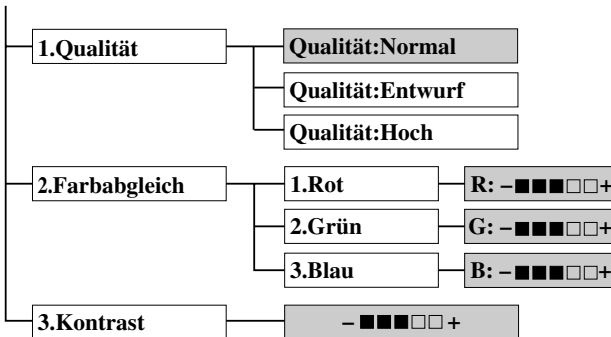 1.Qualität Qualität:Normal
Qualität:Entwurf
Qualität:Hoch
2.Farbabgleich 1.Rot R: -■■■□□+
2.Grün G: -■■■□□+
3.Blau B: -■■■□□+
3.Kontrast -■■■□□+